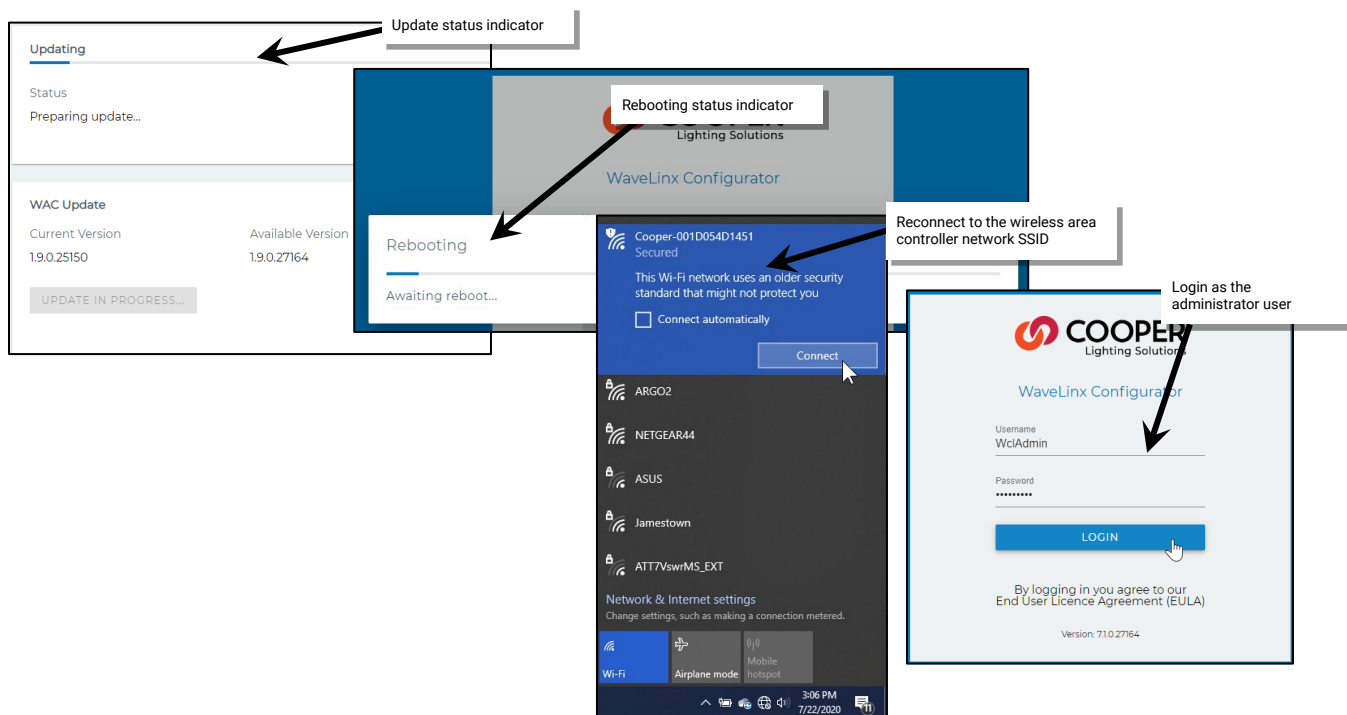 Update status indicator
Updating
Status
Preparing update...
WAC Update
Current Version
Available Version
1.9.0.25150
1.9.0.27164
UPDATE IN PROGRESS...
Rebooting status indicator
Lighting Solutions
WaveLinx Configurator
Rebooting
Awaiting reboot...
Reconnect to the wireless area
controller network SSID
Cooper-001D054D1451
Secured
This Wi-Fi network uses an older security
standard that might not protect you
Connect automatically
Connect
ARGO2
NETGEAR44
ASUS
Jamestown
ATT7VswrMS_EXT
Network & Internet settings
Change settings, such as making a connection metered.
Wi-Fi
Airplane mode
Mobile
hotspot
3:06 PM
7/22/2020
11
Login as the
administrator user
COOPER
Lighting Solutions
WaveLinx Configurator
Username
WclAdmin
Password
•••••••••
LOGIN
By logging in you agree to our
End User Licence Agreement (EULA)
Version: 7.1.0.27164